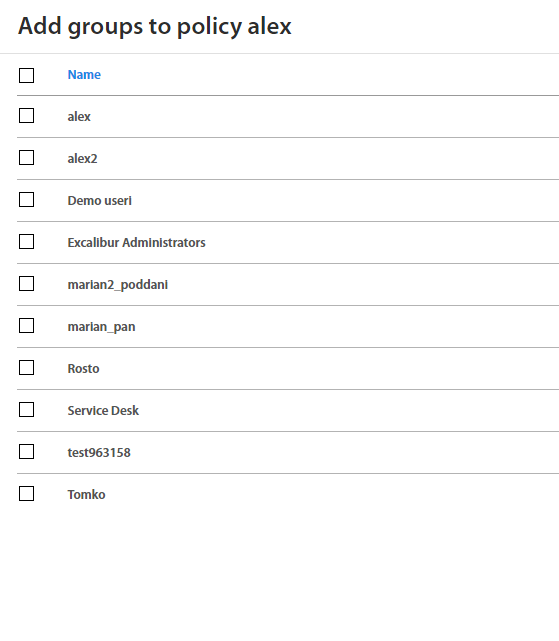 Add groups to policy alex
Name
alex
alex2
Demo useri
Excalibur Administrators
marian2_poddani
marian_pan
Rosto
Service Desk
test963158
Tomko